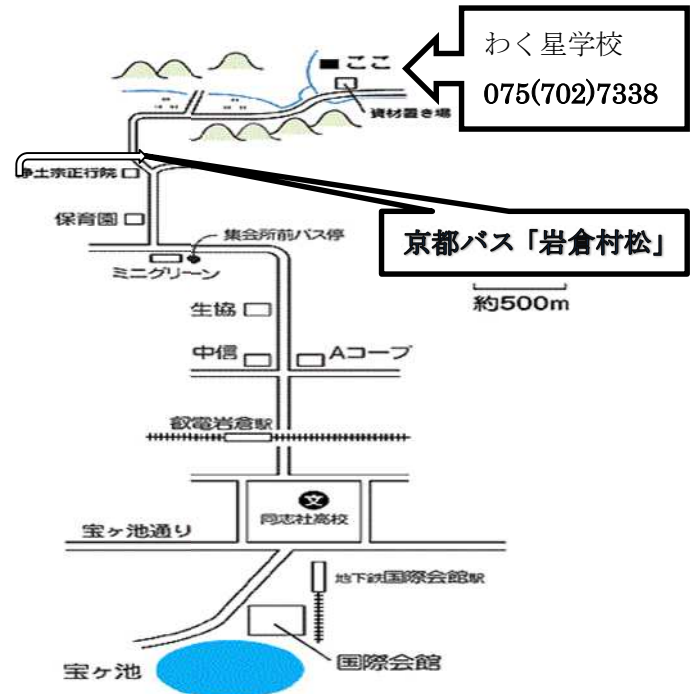 わく星学校
075(702)7338
ここ
資材置き場
浄土宗正行院
保育園
京都バス「岩倉村松」
集会所前バス停
ミニグリーン
約500m
生協
中信
Aコープ
叡電岩倉駅
文
同志社高校
宝ヶ池通り
地下鉄国際会館駅
国際会館
宝ヶ池